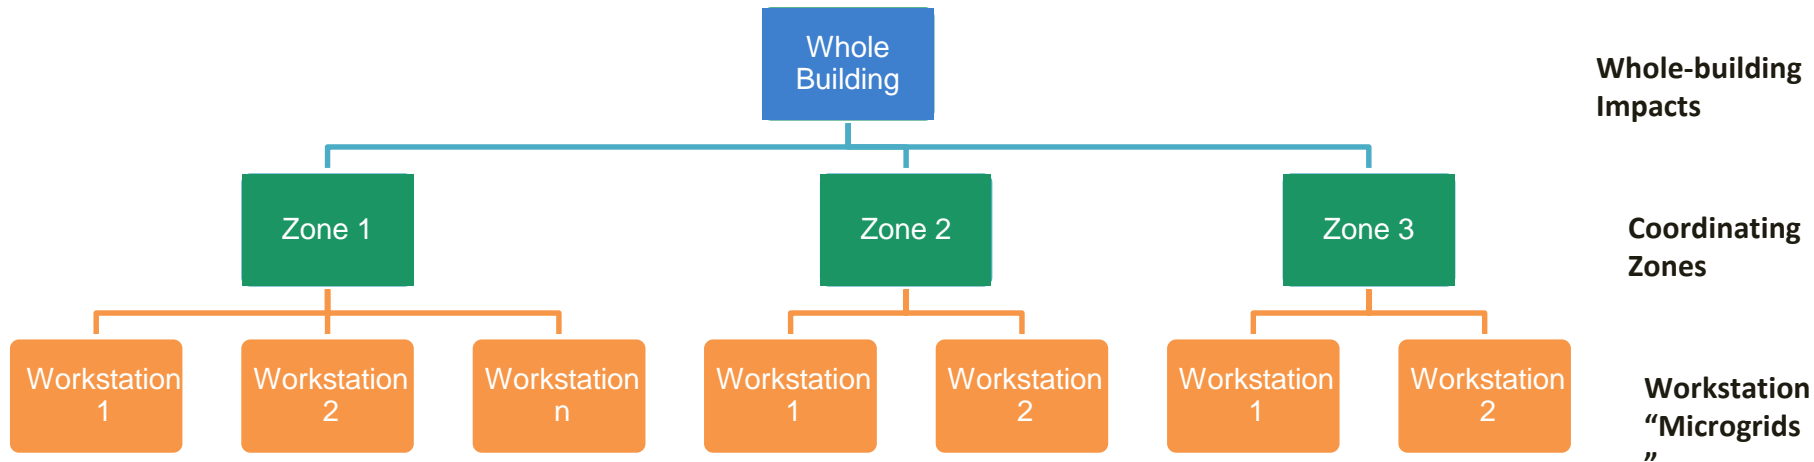 Whole
Building
Whole-building
Impacts
Zone 1
Zone 2
Zone 3
Coordinating
Zones
Workstation
1
Workstation
2
Workstation
n
Workstation
1
Workstation
2
Workstation
1
Workstation
2
Workstation
“Microgrids
”